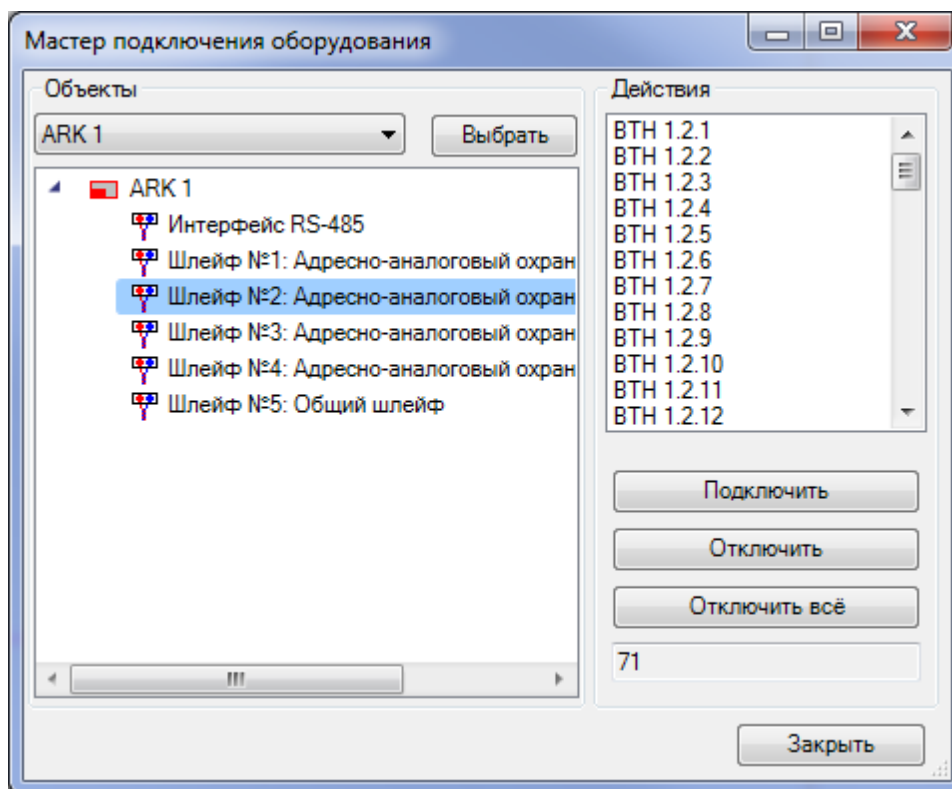 Мастер подключения оборудования
Объекты
ARK 1
Выбрать
ARK 1
Интерфейс RS-485
Шлейф №1: Адресно-аналоговый охран
Шлейф №2: Адресно-аналоговый охран
Шлейф №3: Адресно-аналоговый охран
Шлейф №4: Адресно-аналоговый охран
Шлейф №5: Общий шлейф
Действия
BTH 1.2.1
BTH 1.2.2
BTH 1.2.3
BTH 1.2.4
BTH 1.2.5
BTH 1.2.6
BTH 1.2.7
BTH 1.2.8
BTH 1.2.9
BTH 1.2.10
BTH 1.2.11
BTH 1.2.12
Подключить
Отключить
Отключить всё
71
Закрыть